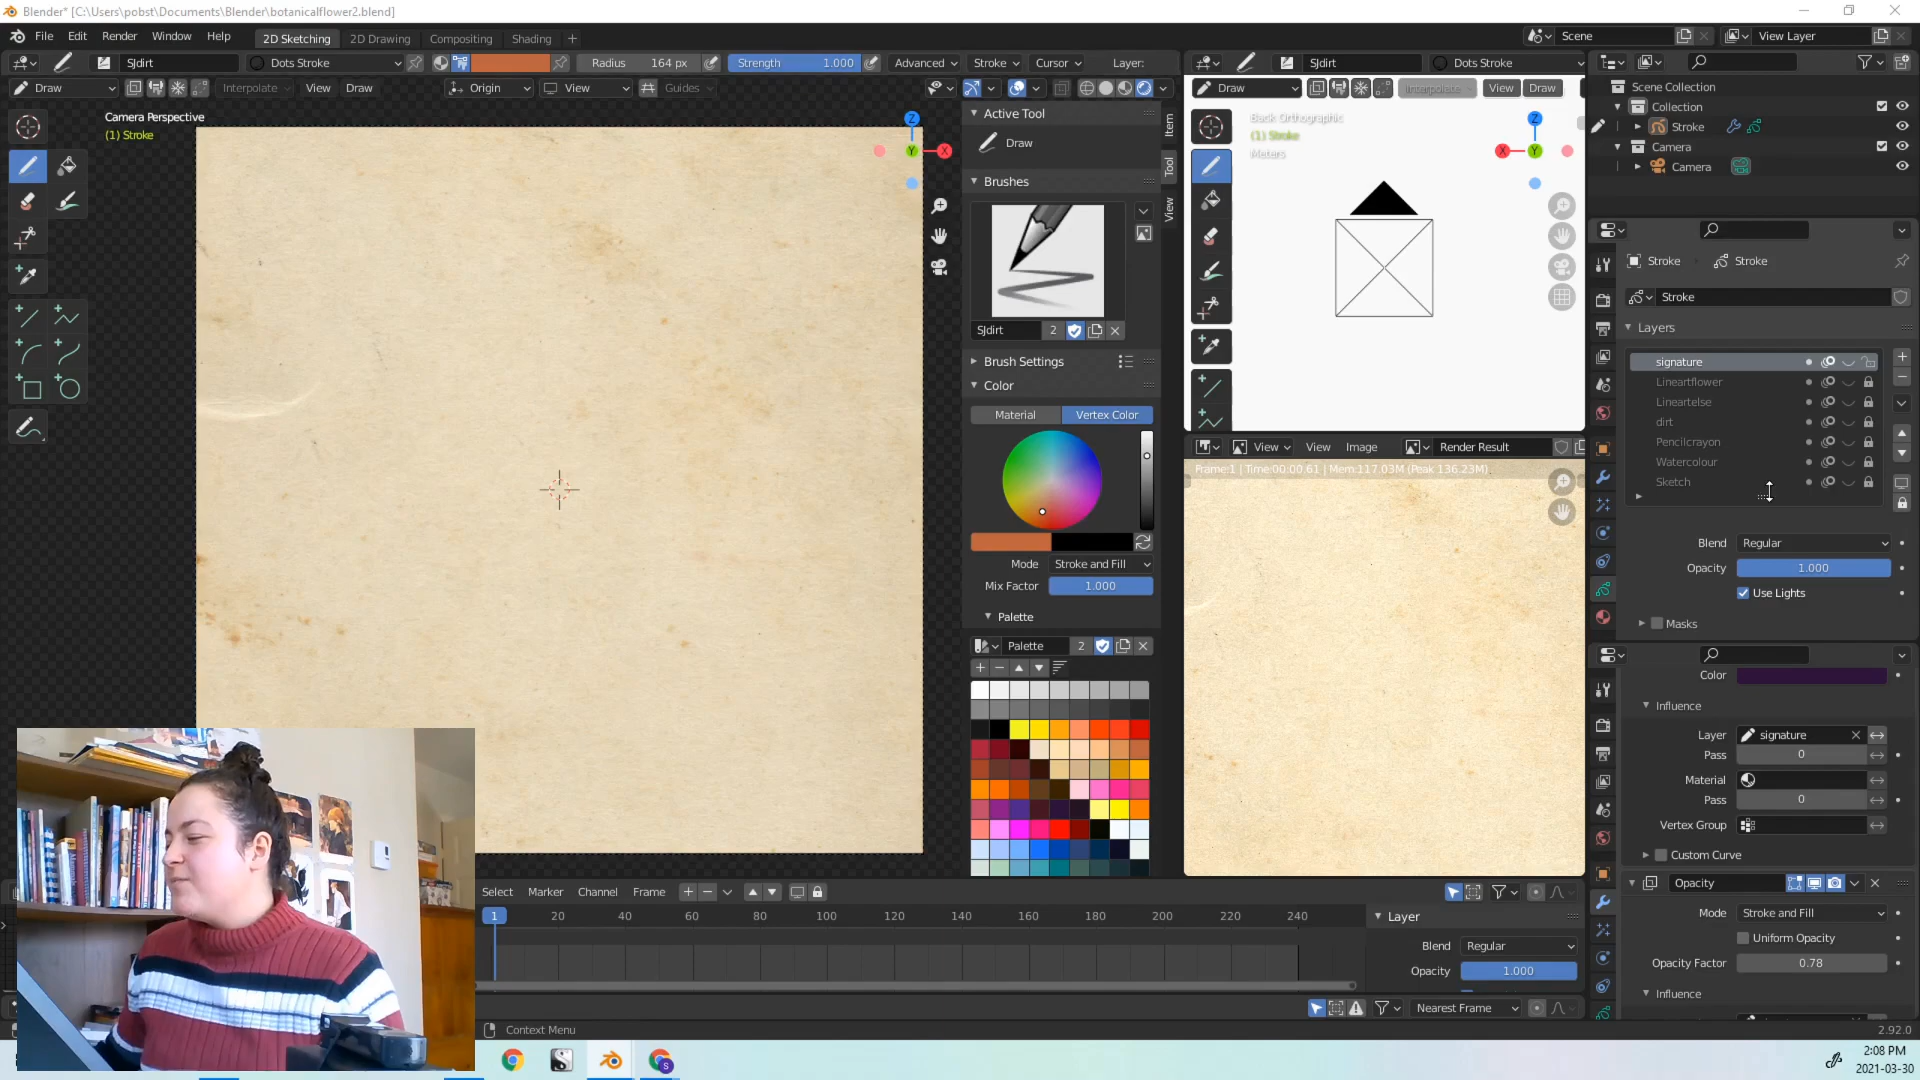 Blender* [C:\Users\pobst\Documents\Blender\botanicalflower2.blend]
File Edit Render Window Help 2D Sketching 2D Drawing Compositing Shading + Scene View Layer
SJdirt Dots Stroke Radius 164 px Strength 1.000 Advanced Stroke Cursor Layer:
Draw Interpolate View Draw Origin View Guides
Camera Perspective
(1) Stroke
Z
Y
X
Active Tool
Draw
Brushes
SJdirt 2
Brush Settings
Color
Material Vertex Color
Mode Stroke and Fill
Mix Factor 1.000
Palette
Palette 2
Item
Tool
View
SJdirt Dots Stroke
Draw Interpolate View Draw
Back Orthographic
(1) Stroke
Meters
Z
X Y
View View Image Render Result
Frame:1 | Time:00:00.61 | Mem:117.03M (Peak 136.23M)
Scene Collection
Collection
Stroke
Camera
Camera
Stroke Stroke
Stroke
Layers
signature
Lineartflower
Lineartelse
dirt
Pencilcrayon
Watercolour
Sketch
Blend Regular
Opacity 1.000
Use Lights
Masks
Color
Influence
Layer signature
Pass 0
Material
Pass 0
Vertex Group
Custom Curve
Opacity
Mode Stroke and Fill
Uniform Opacity
Opacity Factor 0.78
Influence
Select Marker Channel Frame
1 20 40 60 80 100 120 140 160 180 200 220 240
Layer
Blend Regular
Opacity 1.000
Nearest Frame
Context Menu
2.92.0
2:08 PM
2021-03-30